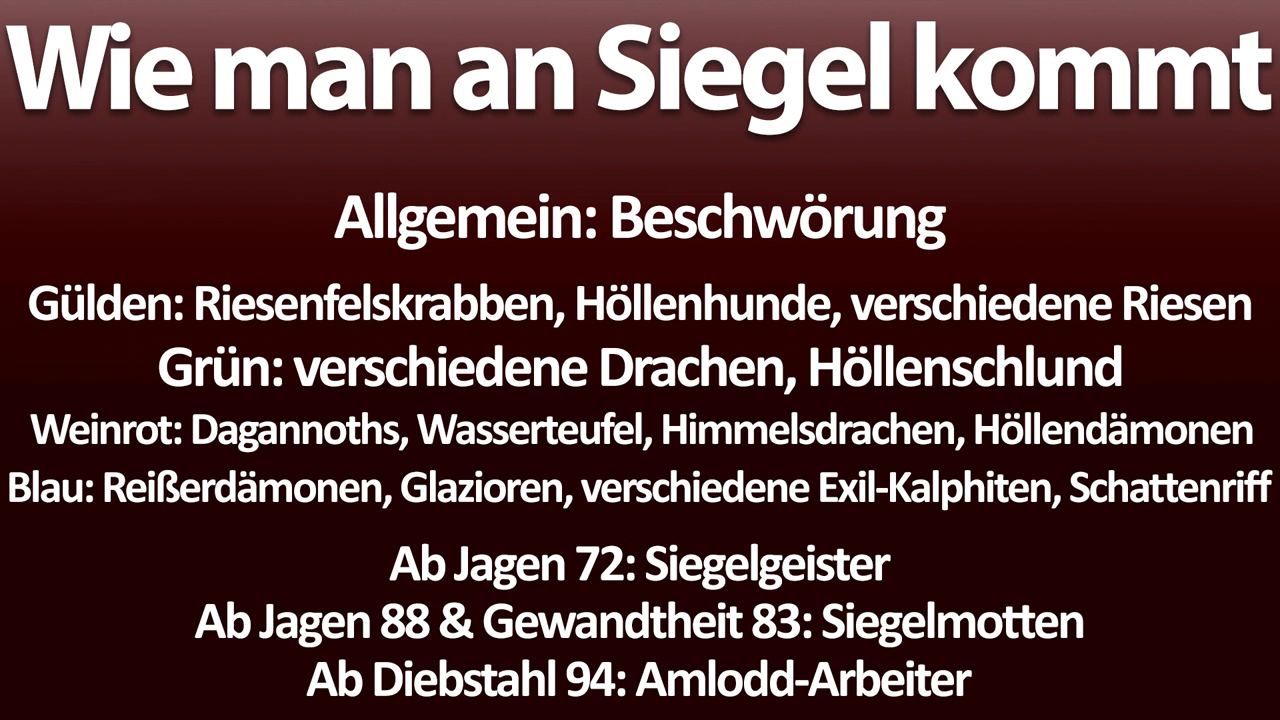 Wie man an Siegel kommt
Allgemein: Beschwörung
Gülden: Riesenfelskrabben, Höllenhunde, verschiedene Riesen
Grün: verschiedene Drachen, Höllenschlund
Weinrot: Dagannoths, Wasserteufel, Himmelsdrachen, Höllendämonen
Blau: Reißerdämonen, Glazioren, verschiedene Exil-Kalphiten, Schattenriff
Ab Jagen 72: Siegelgeister
Ab Jagen 88 & Gewandtheit 83: Siegelmotten
Ab Diebstahl 94: Amlodd-Arbeiter